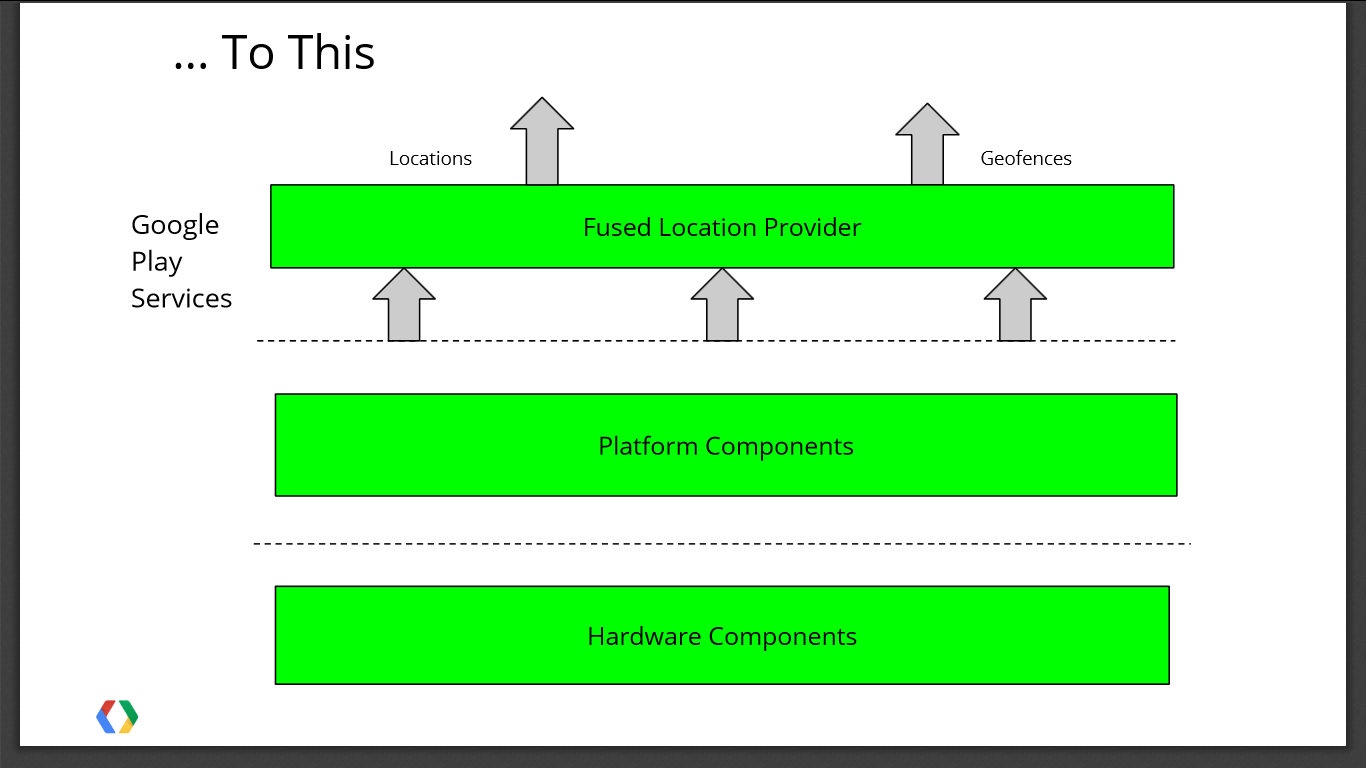 ... To This
Locations
Geofences
Google
Play
Services
Fused Location Provider
Platform Components
Hardware Components